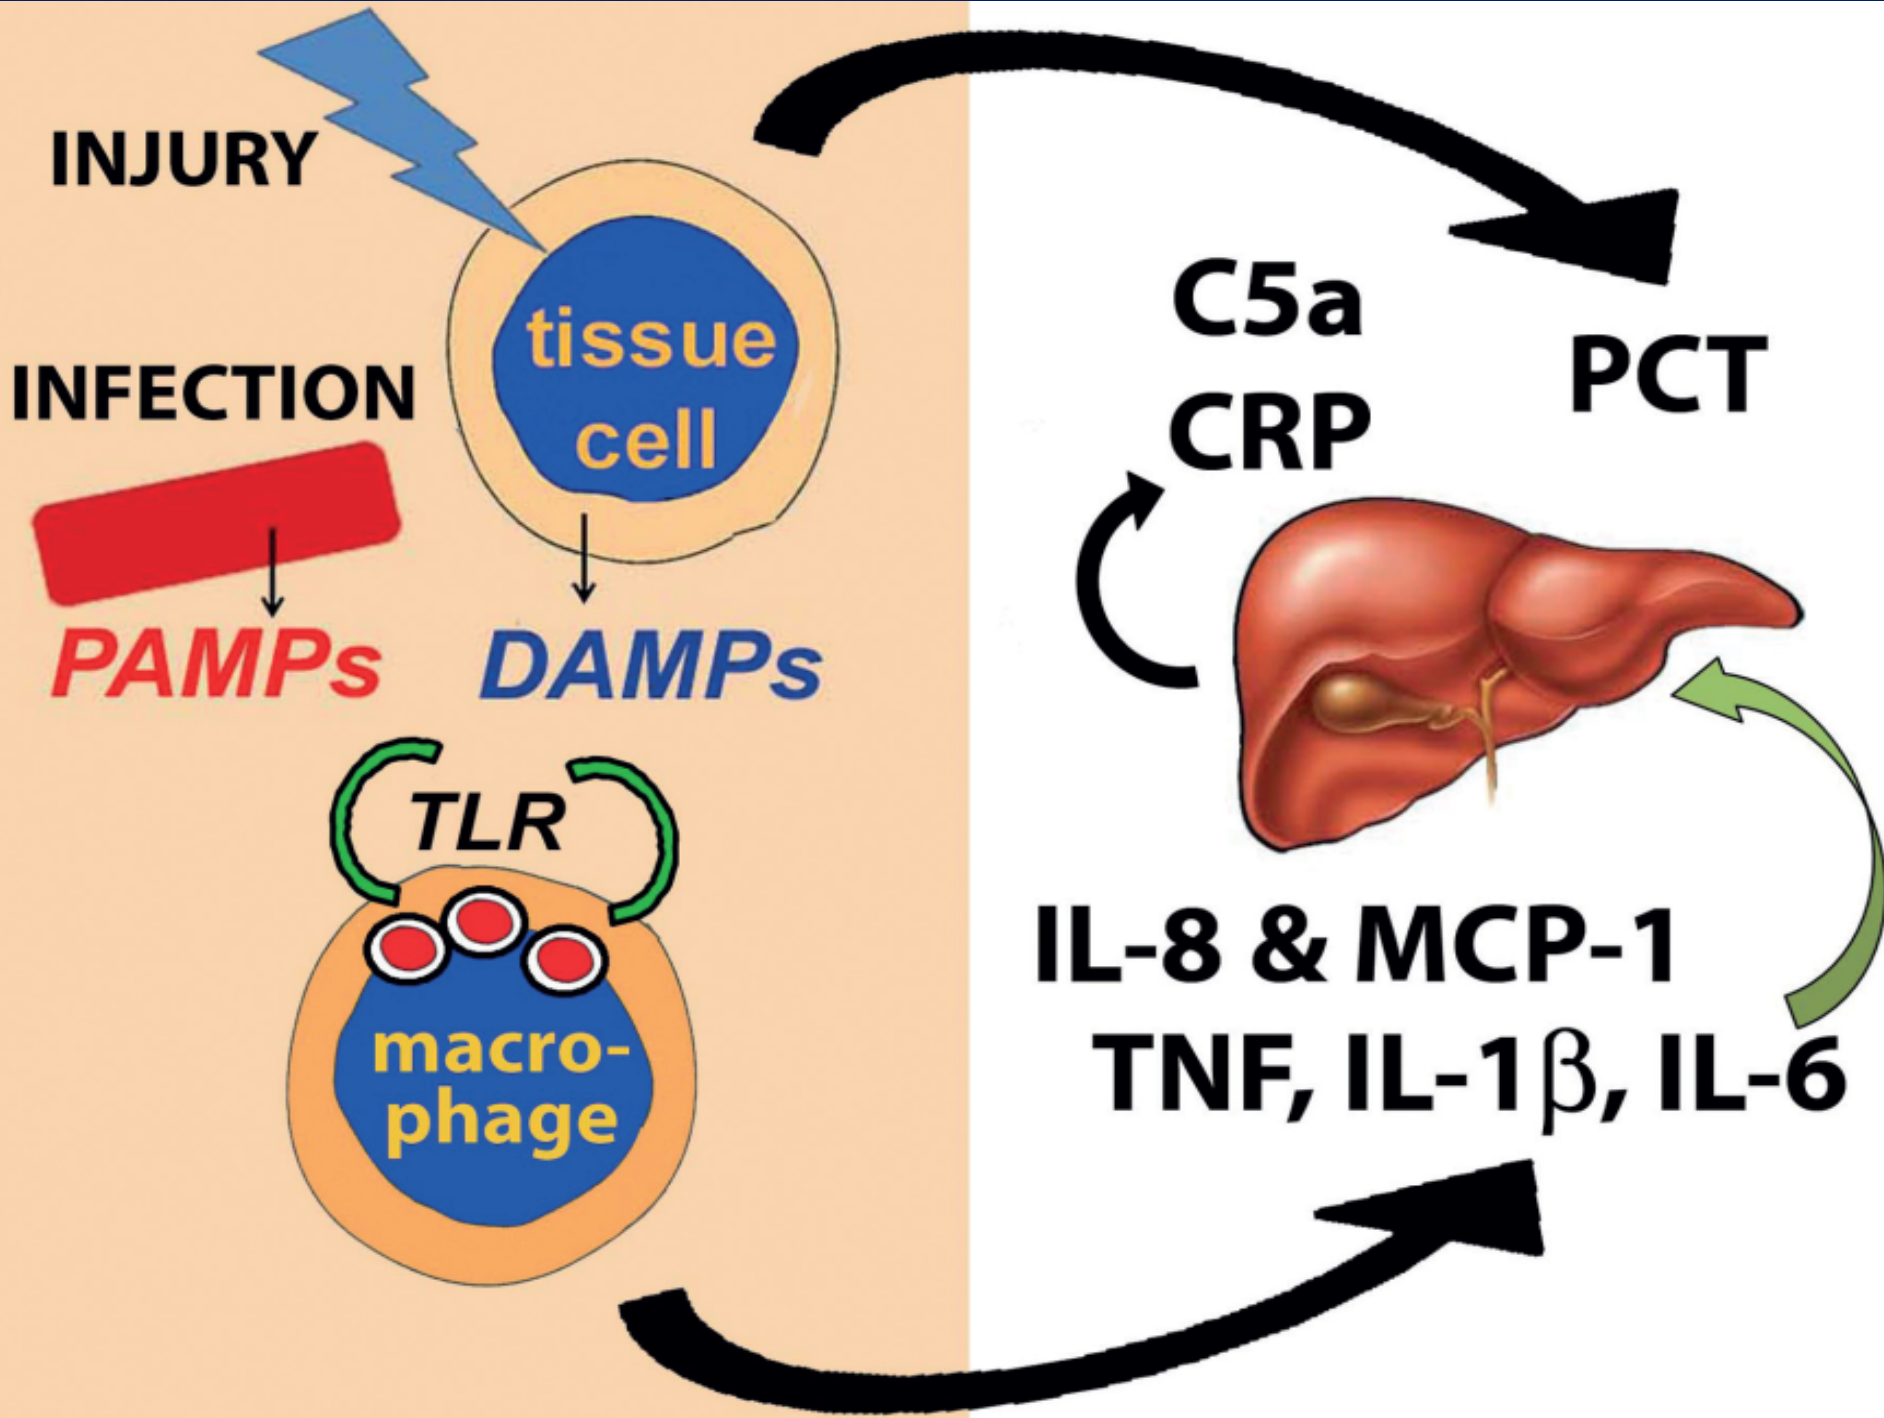 INJURY
tissue
cell
INFECTION
PAMPs
DAMPs
TLR
macro-
phage
C5a
CRP
PCT
IL-8 & MCP-1
TNF, IL-1β, IL-6